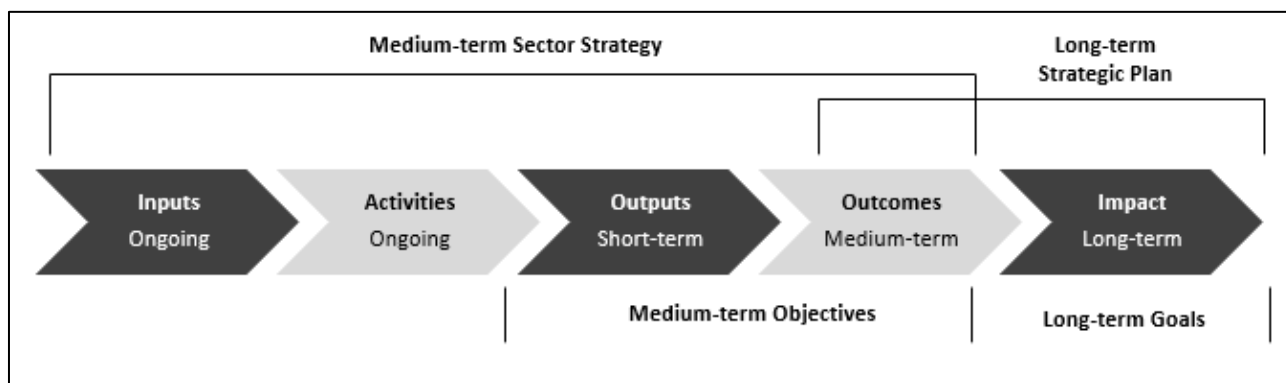 Medium-term Sector Strategy
Long-term
Strategic Plan
Inputs
Ongoing
Activities
Ongoing
Outputs
Short-term
Outcomes
Medium-term
Impact
Long-term
Medium-term Objectives
Long-term Goals